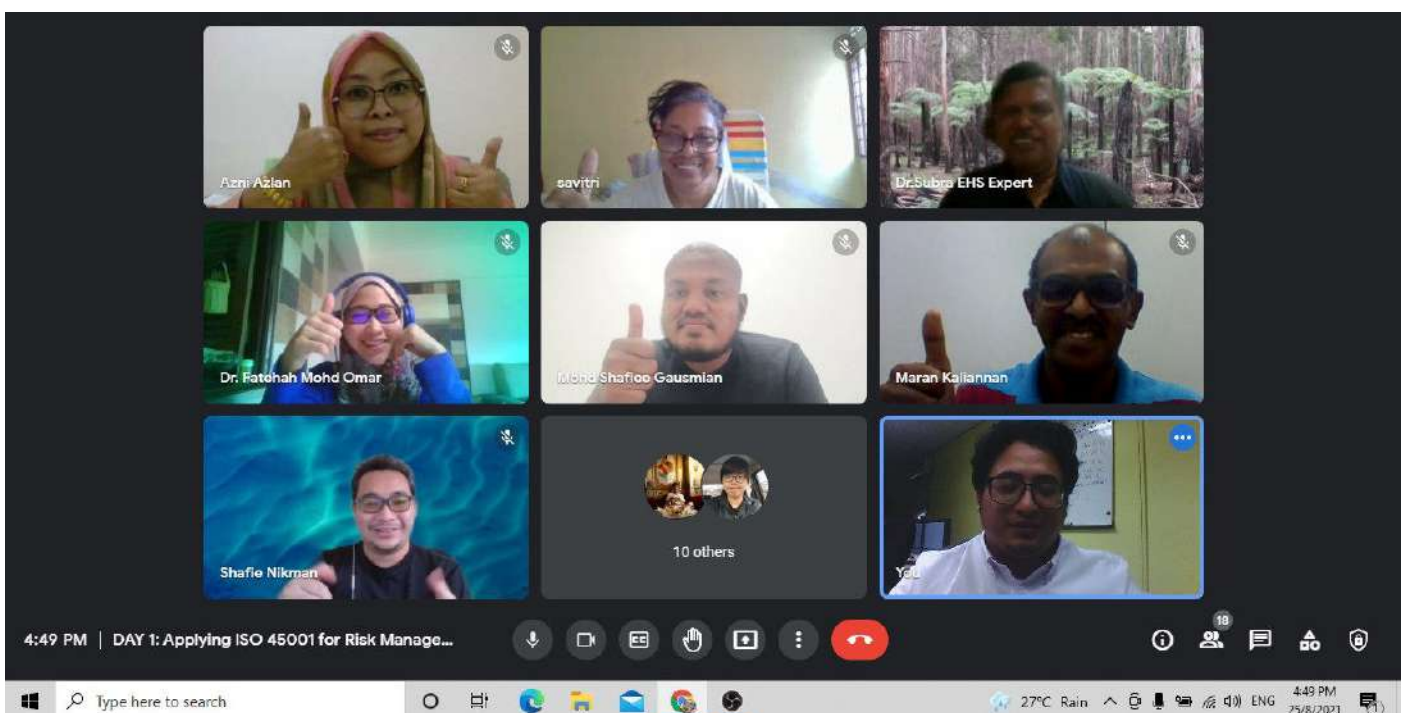 Azni Azlan
savitri
Dr.Subra EHS Expert
Dr. Fatehah Mohd Omar
Mohd Shafiee Gausmian
Maran Kaliannan
Shafie Nikman
10 others
You
4:49 PM | DAY 1: Applying ISO 45001 for Risk Manage...
CC
18
Type here to search
27°C Rain
ENG
4:49 PM
25/8/2021